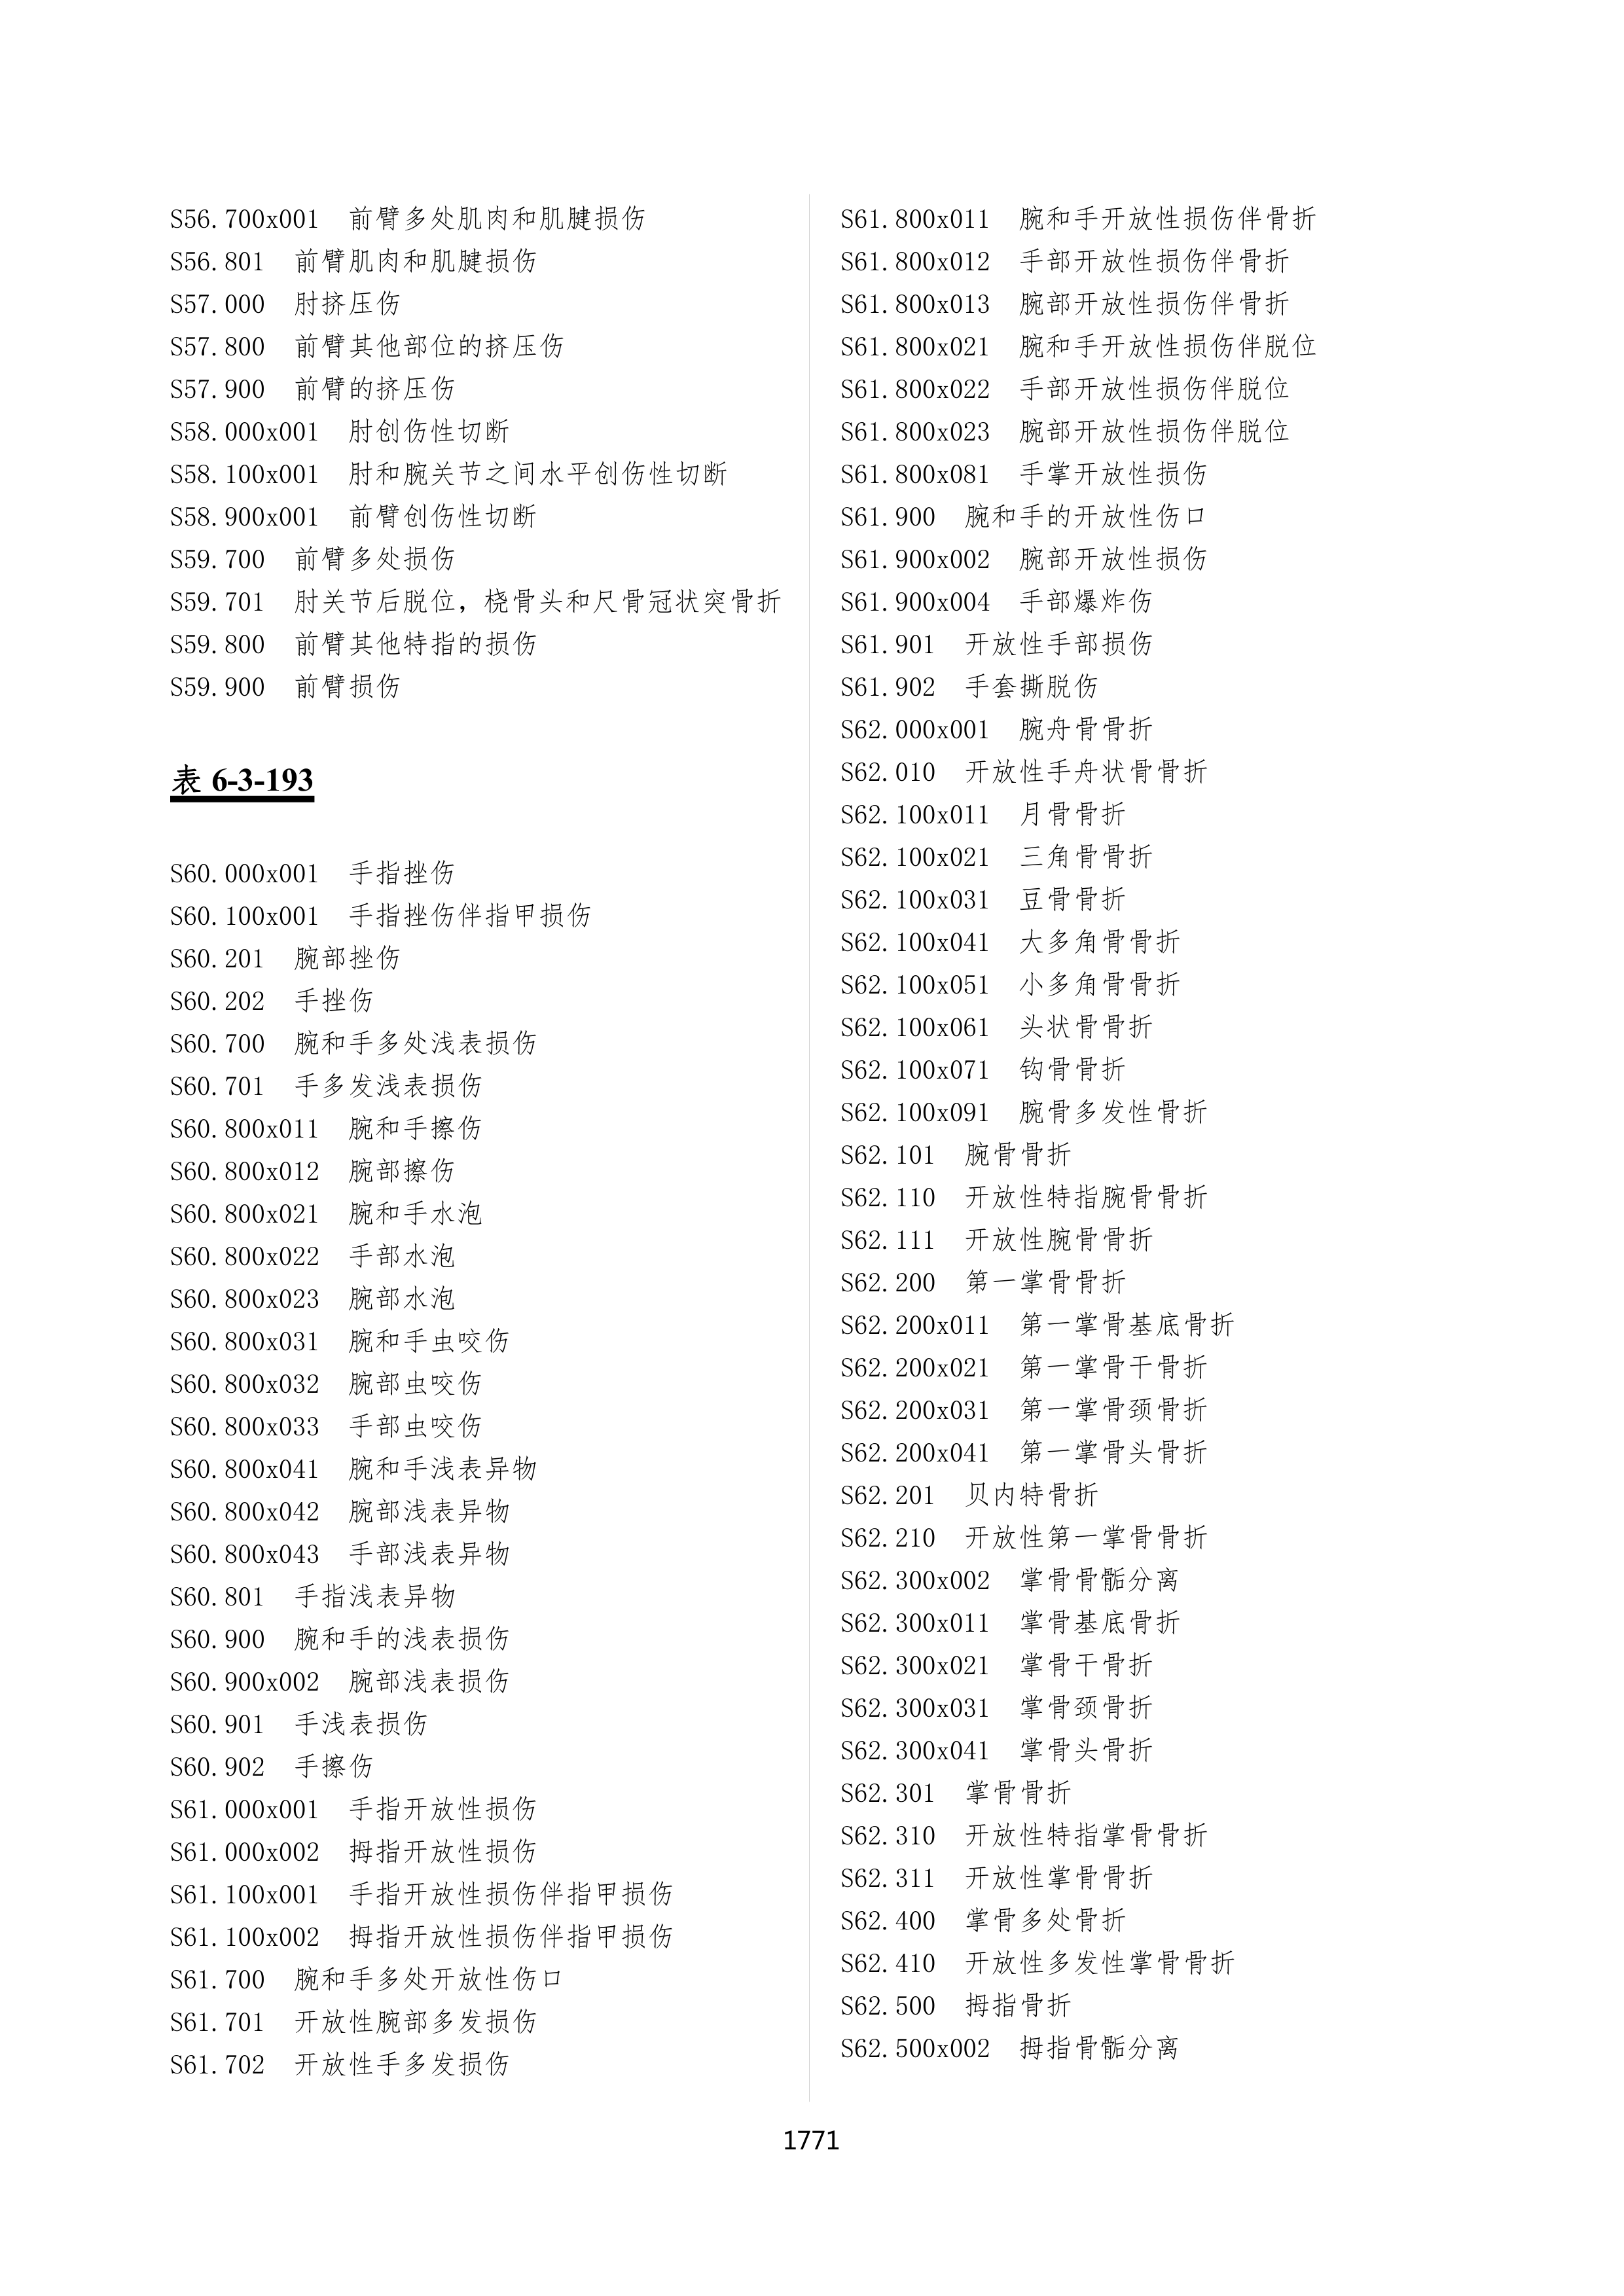 S56.700x001 前臂多处肌肉和肌腱损伤
S56.801 前臂肌肉和肌腱损伤
S57.000 肘挤压伤
S57.800 前臂其他部位的挤压伤
S57.900 前臂的挤压伤
S58.000x001 肘创伤性切断
S58.100x001 肘和腕关节之间水平创伤性切断
S58.900x001 前臂创伤性切断
S59.700 前臂多处损伤
S59.701 肘关节后脱位，桡骨头和尺骨冠状突骨折
S59.800 前臂其他特指的损伤
S59.900 前臂损伤
表 6-3-193
S60.000x001 手指挫伤
S60.100x001 手指挫伤伴指甲损伤
S60.201 腕部挫伤
S60.202 手挫伤
S60.700 腕和手多处浅表损伤
S60.701 手多发浅表损伤
S60.800x011 腕和手擦伤
S60.800x012 腕部擦伤
S60.800x021 腕和手水泡
S60.800x022 手部水泡
S60.800x023 腕部水泡
S60.800x031 腕和手虫咬伤
S60.800x032 腕部虫咬伤
S60.800x033 手部虫咬伤
S60.800x041 腕和手浅表异物
S60.800x042 腕部浅表异物
S60.800x043 手部浅表异物
S60.801 手指浅表异物
S60.900 腕和手的浅表损伤
S60.900x002 腕部浅表损伤
S60.901 手浅表损伤
S60.902 手擦伤
S61.000x001 手指开放性损伤
S61.000x002 拇指开放性损伤
S61.100x001 手指开放性损伤伴指甲损伤
S61.100x002 拇指开放性损伤伴指甲损伤
S61.700 腕和手多处开放性伤口
S61.701 开放性腕部多发损伤
S61.702 开放性手多发损伤
S61.800x011 腕和手开放性损伤伴骨折
S61.800x012 手部开放性损伤伴骨折
S61.800x013 腕部开放性损伤伴骨折
S61.800x021 腕和手开放性损伤伴脱位
S61.800x022 手部开放性损伤伴脱位
S61.800x023 腕部开放性损伤伴脱位
S61.800x081 手掌开放性损伤
S61.900 腕和手的开放性伤口
S61.900x002 腕部开放性损伤
S61.900x004 手部爆炸伤
S61.901 开放性手部损伤
S61.902 手套撕脱伤
S62.000x001 腕舟骨骨折
S62.010 开放性手舟状骨骨折
S62.100x011 月骨骨折
S62.100x021 三角骨骨折
S62.100x031 豆骨骨折
S62.100x041 大多角骨骨折
S62.100x051 小多角骨骨折
S62.100x061 头状骨骨折
S62.100x071 钩骨骨折
S62.100x091 腕骨多发性骨折
S62.101 腕骨骨折
S62.110 开放性特指腕骨骨折
S62.111 开放性腕骨骨折
S62.200 第一掌骨骨折
S62.200x011 第一掌骨基底骨折
S62.200x021 第一掌骨干骨折
S62.200x031 第一掌骨颈骨折
S62.200x041 第一掌骨头骨折
S62.201 贝内特骨折
S62.210 开放性第一掌骨骨折
S62.300x002 掌骨骨骺分离
S62.300x011 掌骨基底骨折
S62.300x021 掌骨干骨折
S62.300x031 掌骨颈骨折
S62.300x041 掌骨头骨折
S62.301 掌骨骨折
S62.310 开放性特指掌骨骨折
S62.311 开放性掌骨骨折
S62.400 掌骨多处骨折
S62.410 开放性多发性掌骨骨折
S62.500 拇指骨折
S62.500x002 拇指骨骺分离
1771